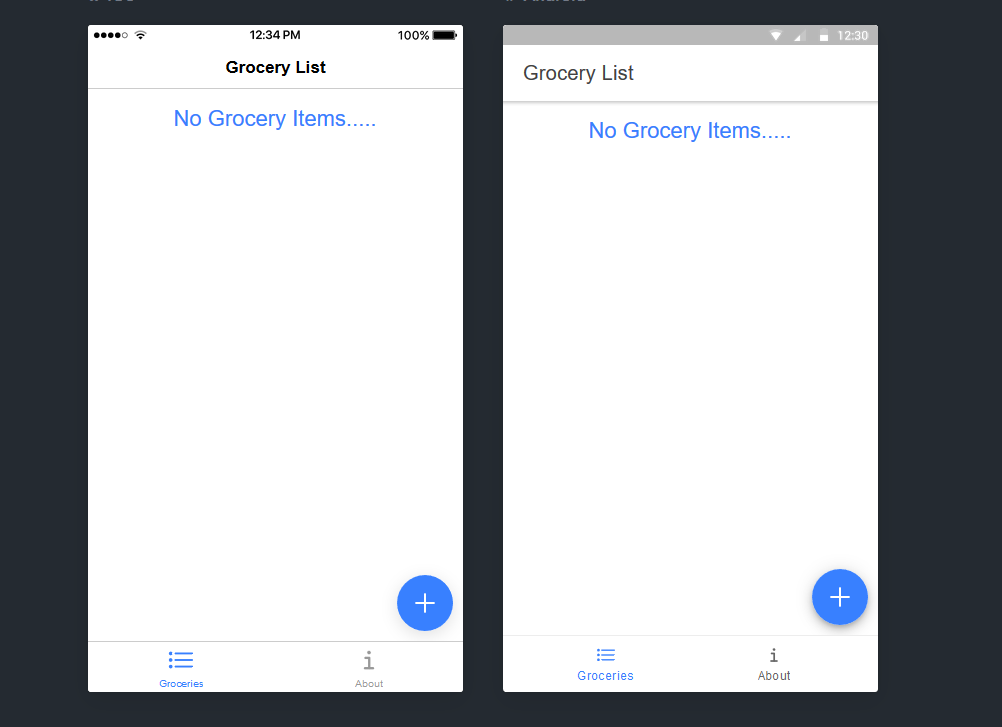 12:34 PM
100%
Grocery List
No Grocery Items.....
Groceries
About
12:30
Grocery List
No Grocery Items.....
Groceries
About